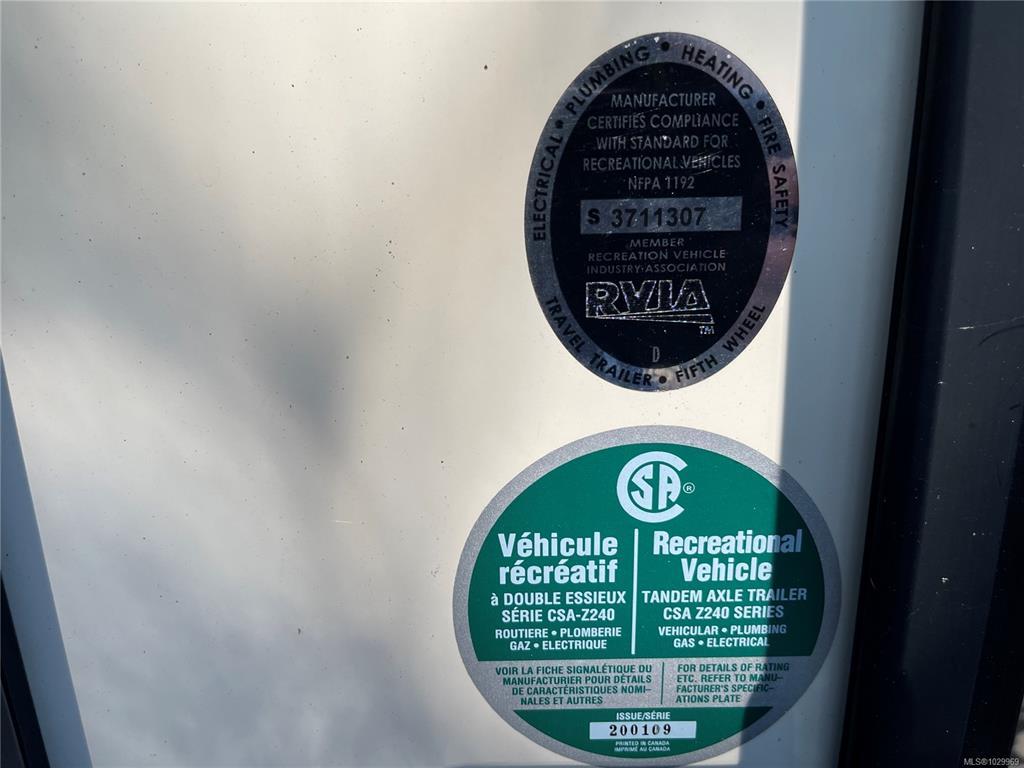 ELECTRICAL • PLUMBING • HEATING • FIRE SAFETY
MANUFACTURER
CERTIFIES COMPLIANCE
WITH STANDARD FOR
RECREATIONAL VEHICLES
NFPA 1192
S 3711307
MEMBER
RECREATION VEHICLE
INDUSTRY ASSOCIATION
RVIA
TM
D
TRAVEL TRAILER • FIFTH WHEEL
CSA ®
Véhicule
récréatif
à DOUBLE ESSIEUX
SÉRIE CSA-Z240
ROUTIERE • PLOMBERIE
GAZ • ELECTRIQUE
Recreational
Vehicle
TANDEM AXLE TRAILER
CSA Z240 SERIES
VEHICULAR • PLUMBING
GAS • ELECTRICAL
VOIR LA FICHE SIGNALÉTIQUE DU
MANUFACTURIER POUR DÉTAILS
DE CARACTÉRISTIQUES NOMI-
NALES ET AUTRES
FOR DETAILS OF RATING
ETC. REFER TO MANU-
FACTURER'S SPECIFIC-
ATIONS PLATE
ISSUE/SÉRIE
200109
PRINTED IN CANADA
IMPRIMÉ AU CANADA
MLS®1029969